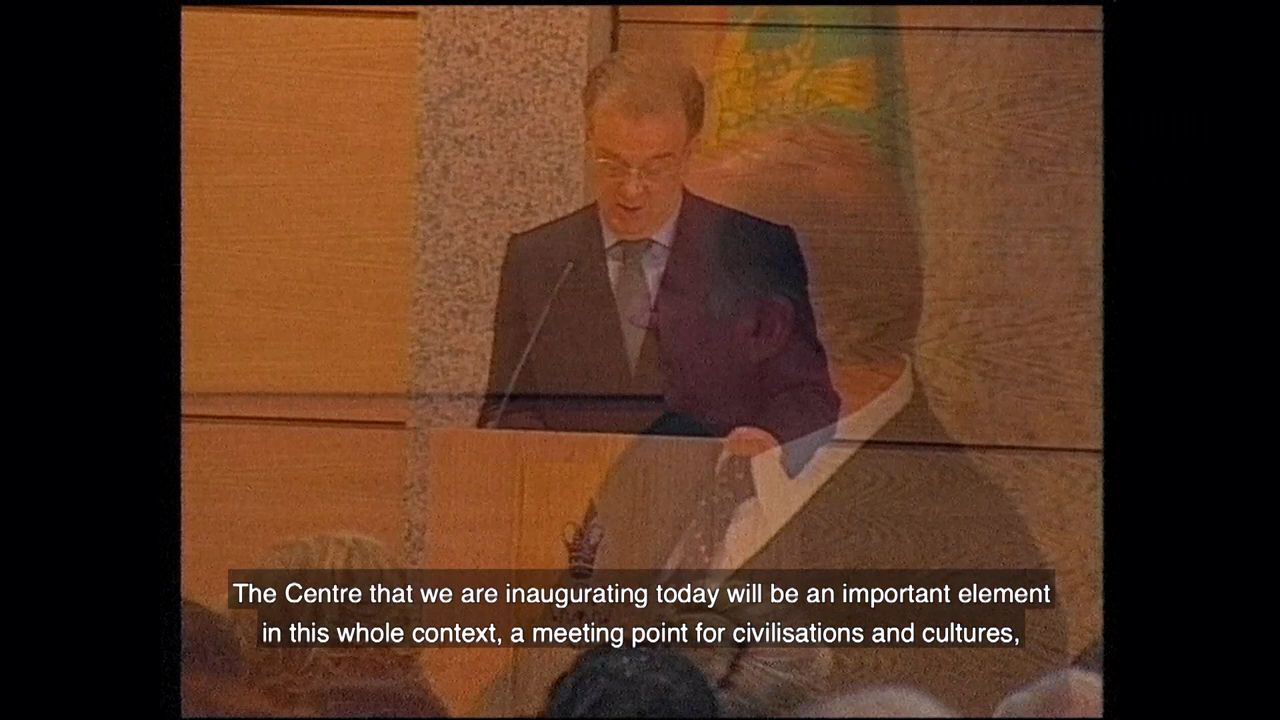 The Centre that we are inaugurating today will be an important element
in this whole context, a meeting point for civilisations and cultures,